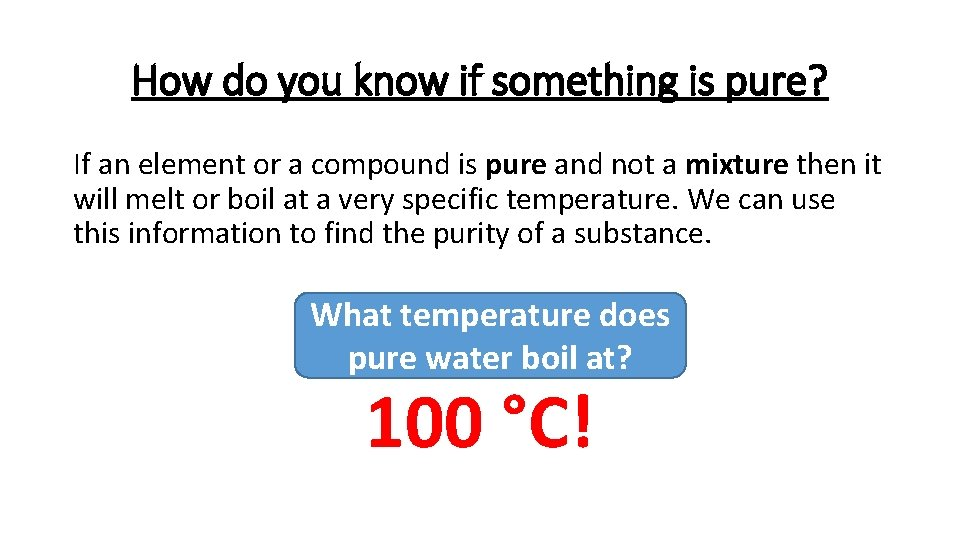 How do you know if something is pure?
If an element or a compound is pure and not a mixture then it
will melt or boil at a very specific temperature. We can use
this information to find the purity of a substance.
What temperature does
pure water boil at?
100 °C!